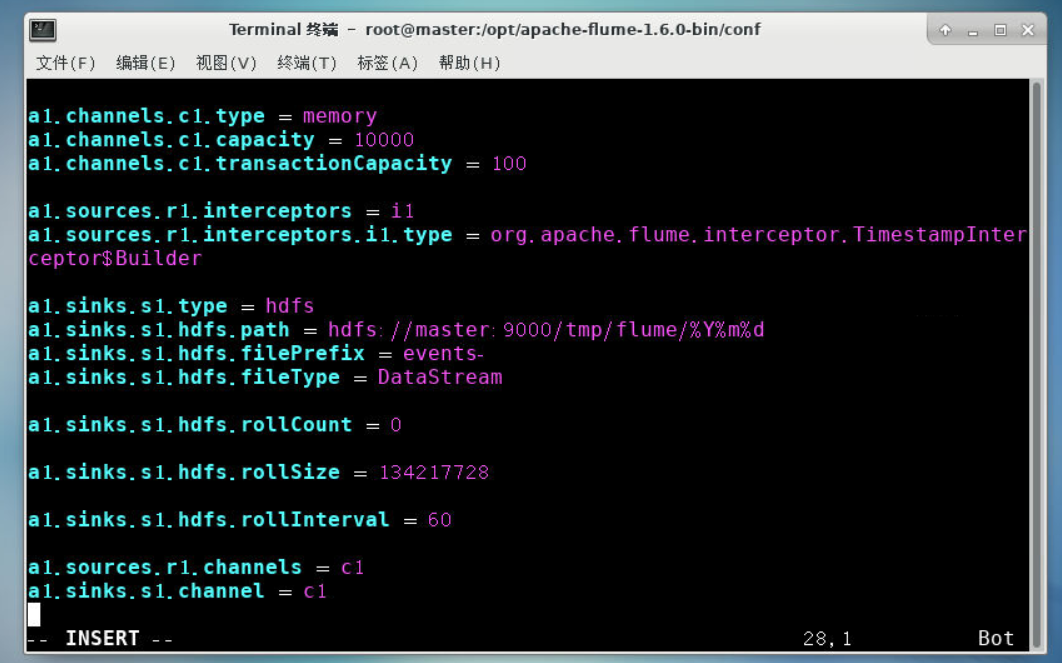 Terminal 终端 - root@master:/opt/apache-flume-1.6.0-bin/conf
文件(F) 编辑(E) 视图(V) 终端(T) 标签(A) 帮助(H)
a1.channels.c1.type = memory
a1.channels.c1.capacity = 10000
a1.channels.c1.transactionCapacity = 100
a1.sources.r1.interceptors = i1
a1.sources.r1.interceptors.i1.type = org.apache.flume.interceptor.TimestampInter
ceptor$Builder
a1.sinks.s1.type = hdfs
a1.sinks.s1.hdfs.path = hdfs://master:9000/tmp/flume/%Y%m%d
a1.sinks.s1.hdfs.filePrefix = events-
a1.sinks.s1.hdfs.fileType = DataStream
a1.sinks.s1.hdfs.rollCount = 0
a1.sinks.s1.hdfs.rollSize = 134217728
a1.sinks.s1.hdfs.rollInterval = 60
a1.sources.r1.channels = c1
a1.sinks.s1.channel = c1
-- INSERT -- 28,1 Bot